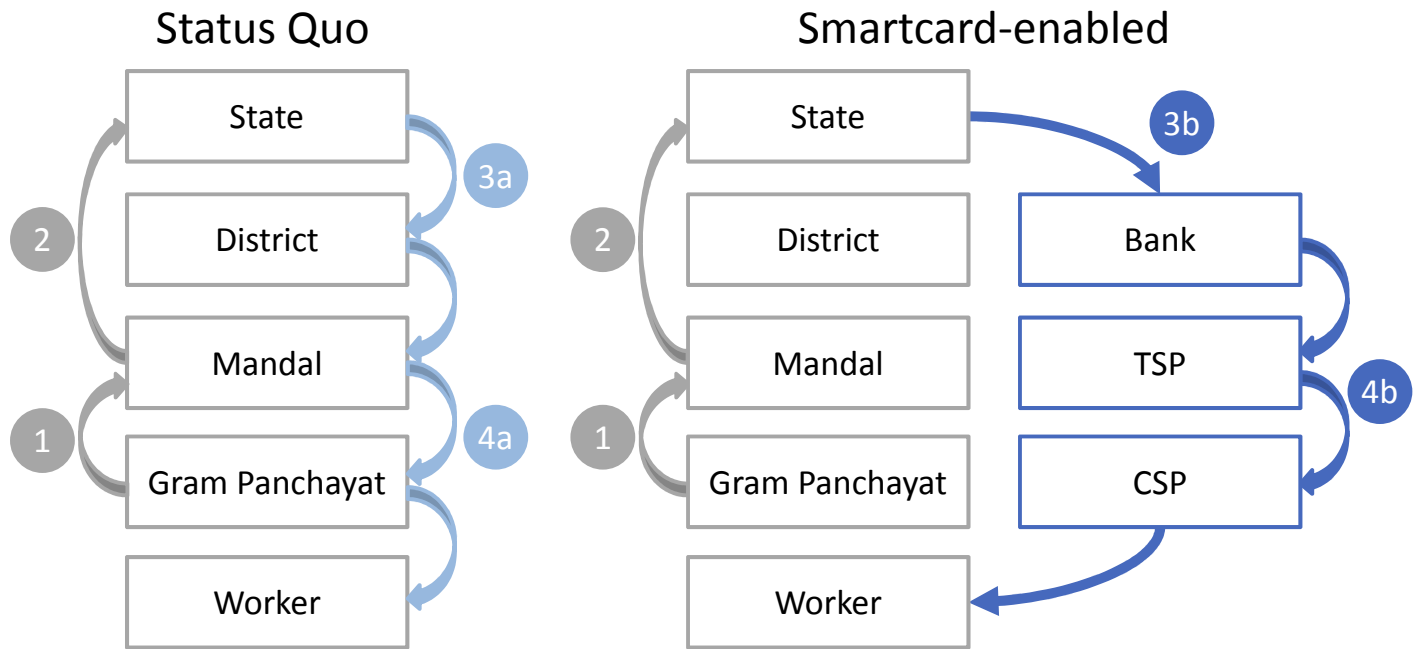 Status Quo
State
3a
2
District
Mandal
1
4a
Gram Panchayat
Worker
Smartcard-enabled
State
3b
2
District
Bank
Mandal
TSP
1
4b
Gram Panchayat
CSP
Worker